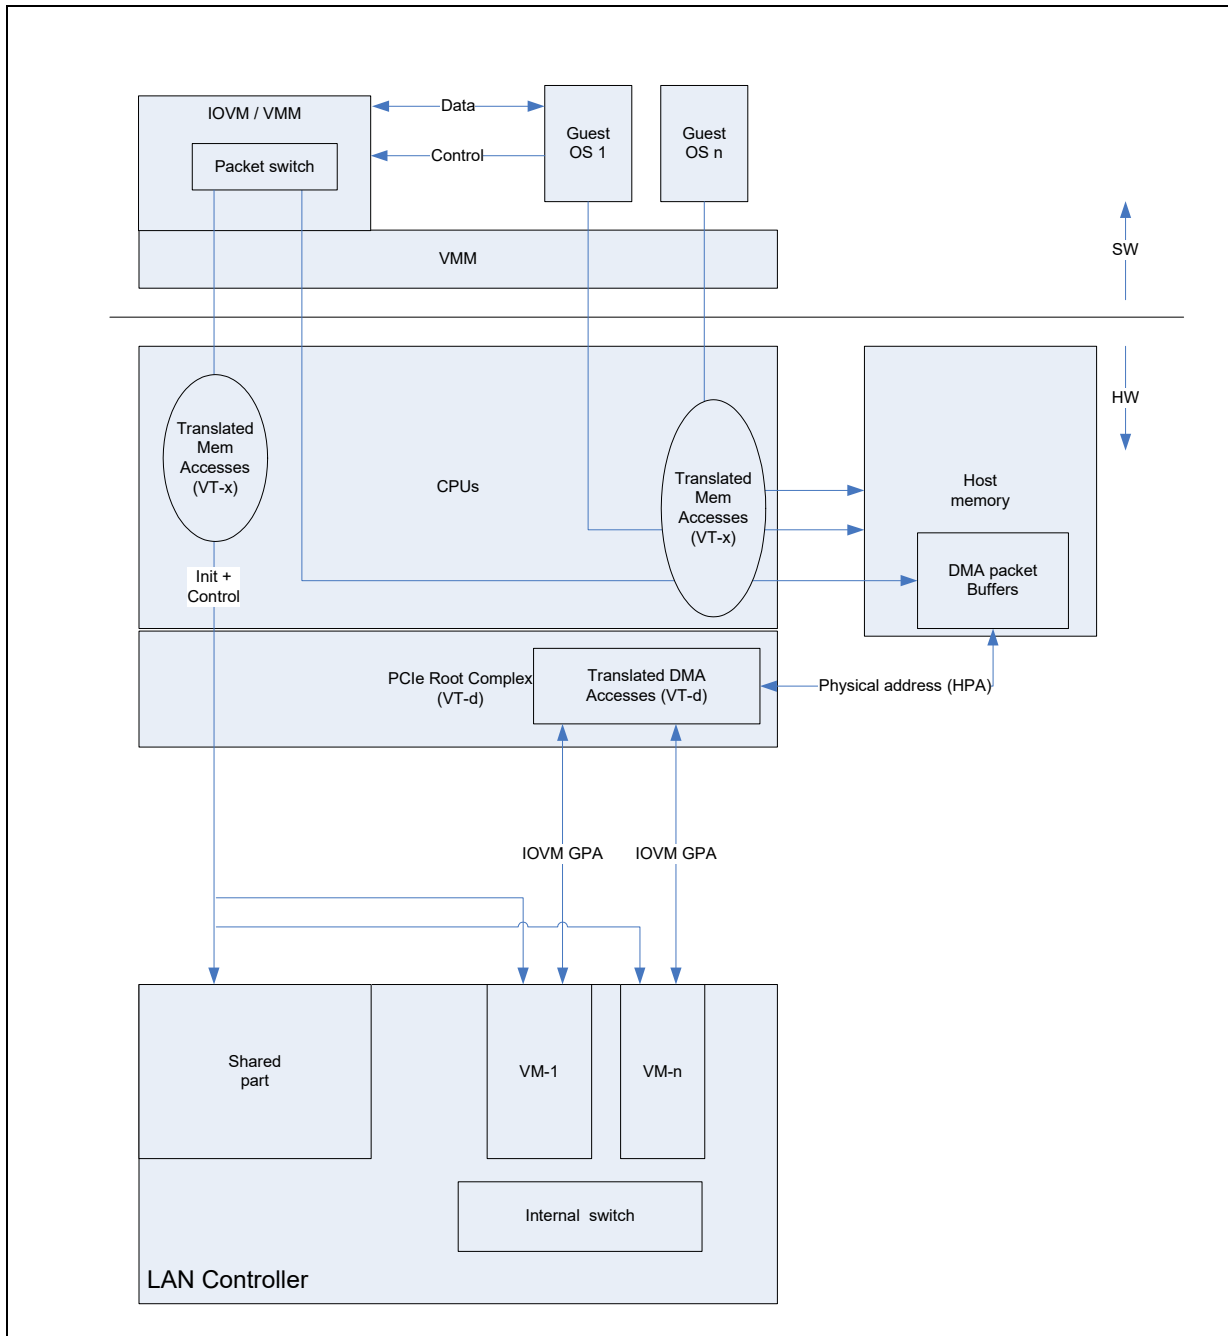 IOVM / VMM
Packet switch
Data
Control
Guest
OS 1
Guest
OS n
VMM
SW
HW
Translated
Mem
Accesses
(VT-x)
CPUs
Translated
Mem
Accesses
(VT-x)
Host
memory
DMA packet
Buffers
Init +
Control
PCIe Root Complex
(VT-d)
Translated DMA
Accesses (VT-d)
Physical address (HPA)
IOVM GPA
IOVM GPA
Shared
part
VM-1
VM-n
Internal switch
LAN Controller